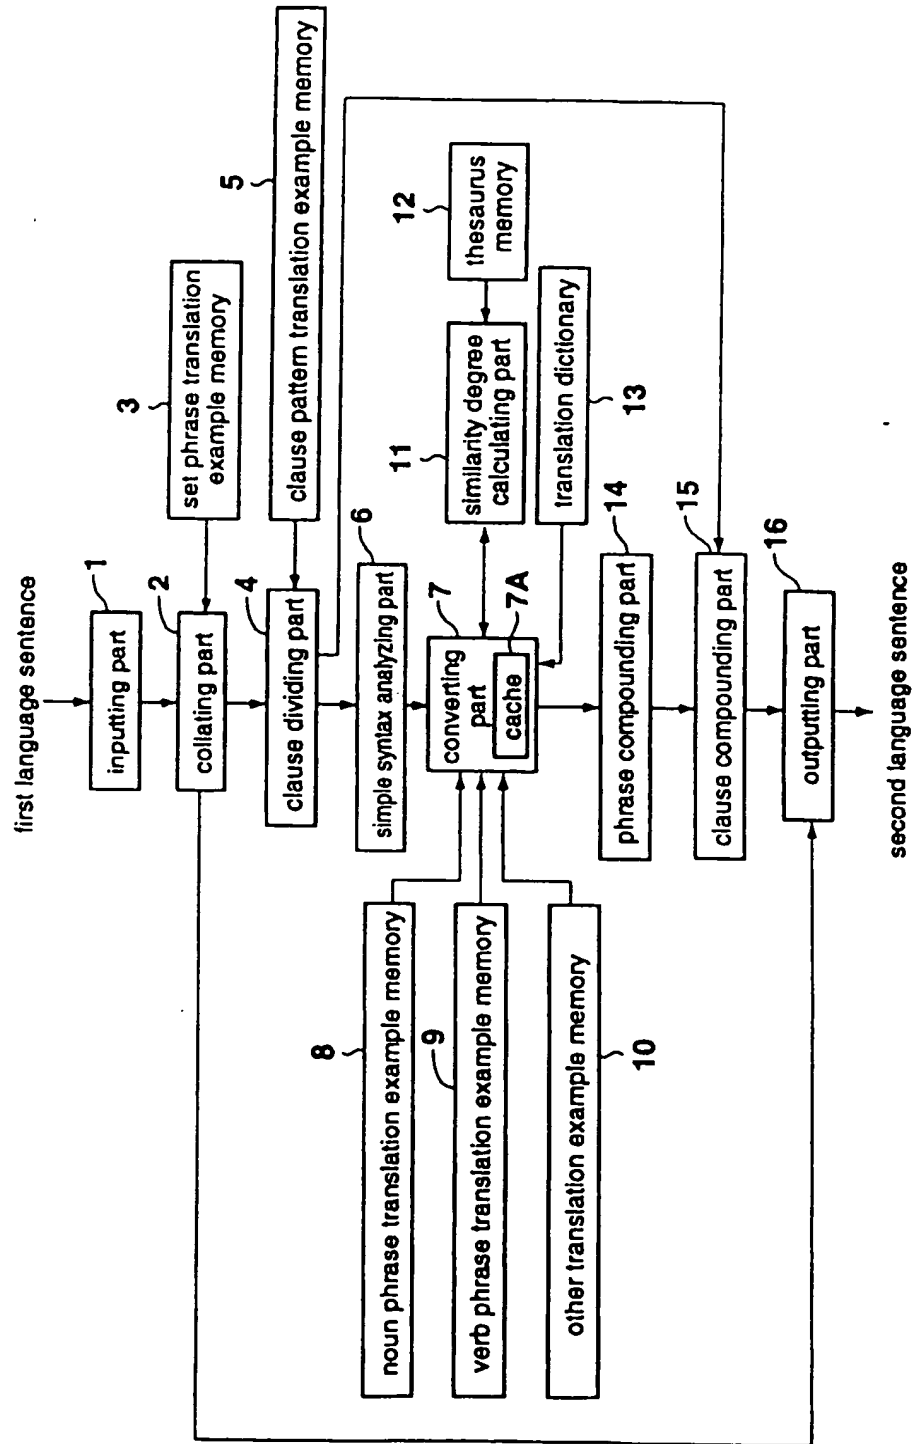 first language sentence
1
inputting part
2
collating part
3
set phrase translation
example memory
4
clause dividing part
5
clause pattern translation example memory
6
simple syntax analyzing part
7
converting
part
7A
cache
8
noun phrase translation example memory
9
verb phrase translation example memory
10
other translation example memory
11
similarity degree
calculating part
12
thesaurus
memory
13
translation dictionary
14
phrase compounding part
15
clause compounding part
16
outputting part
second language sentence